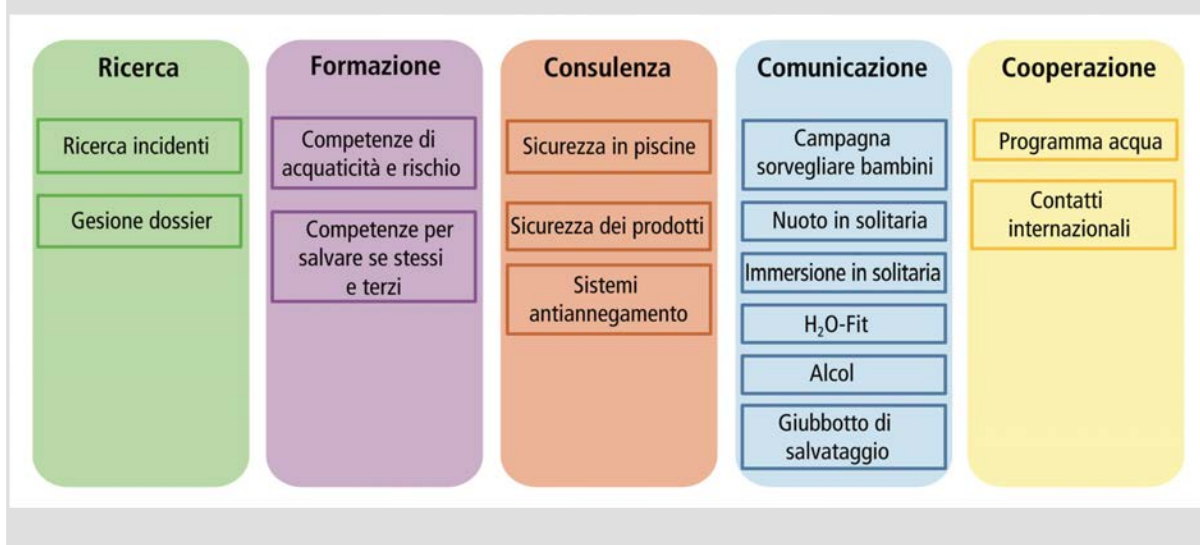 Ricerca
Ricerca incidenti
Gesione dossier
Formazione
Competenze di
acquaticità e rischio
Competenze per
salvare se stessi
e terzi
Consulenza
Sicurezza in piscine
Sicurezza dei prodotti
Sistemi
antiannegamento
Comunicazione
Campagna
sorvegliare bambini
Nuoto in solitaria
Immersione in solitaria
H₂O-Fit
Alcol
Giubbotto di
salvataggio
Cooperazione
Programma acqua
Contatti
internazionali